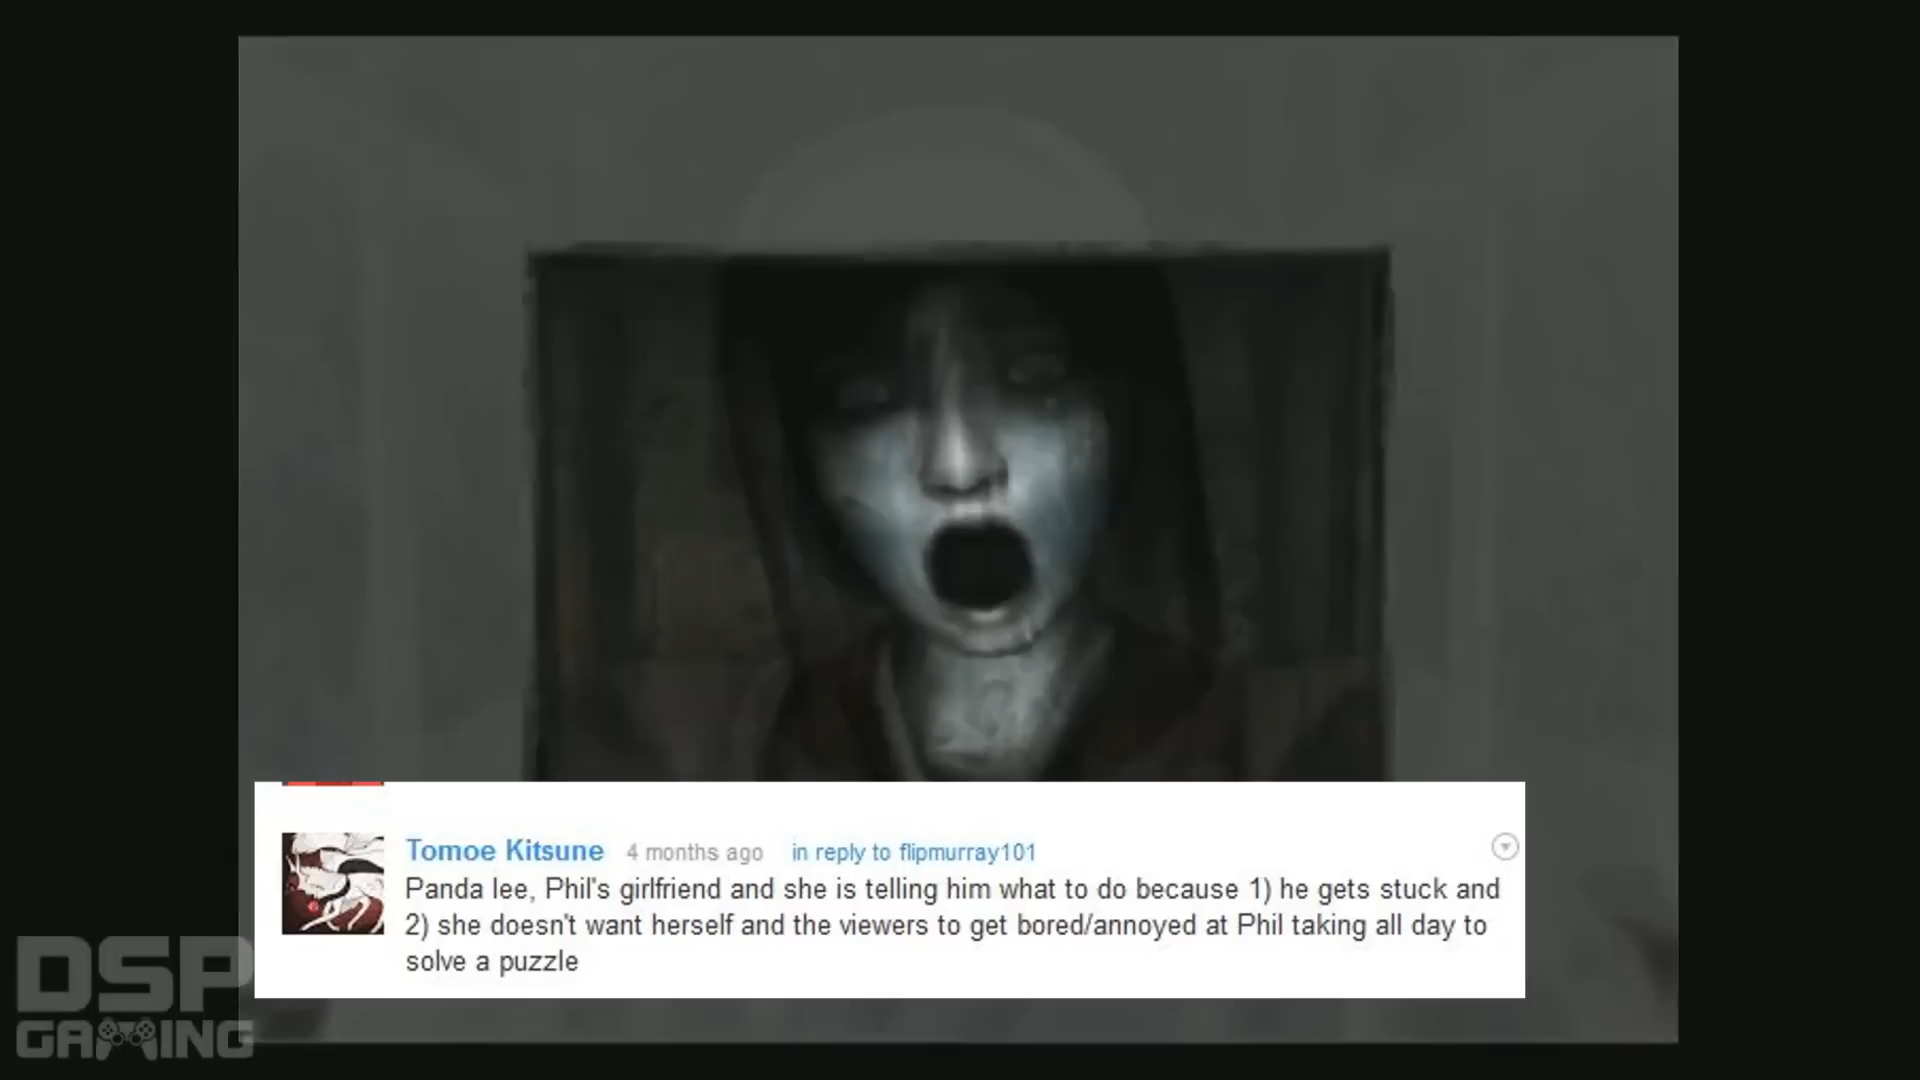 Tomoe Kitsune 4 months ago in reply to flipmurray101
Panda lee, Phil's girlfriend and she is telling him what to do because 1) he gets stuck and
2) she doesn't want herself and the viewers to get bored/annoyed at Phil taking all day to
solve a puzzle
DSP
GAMING